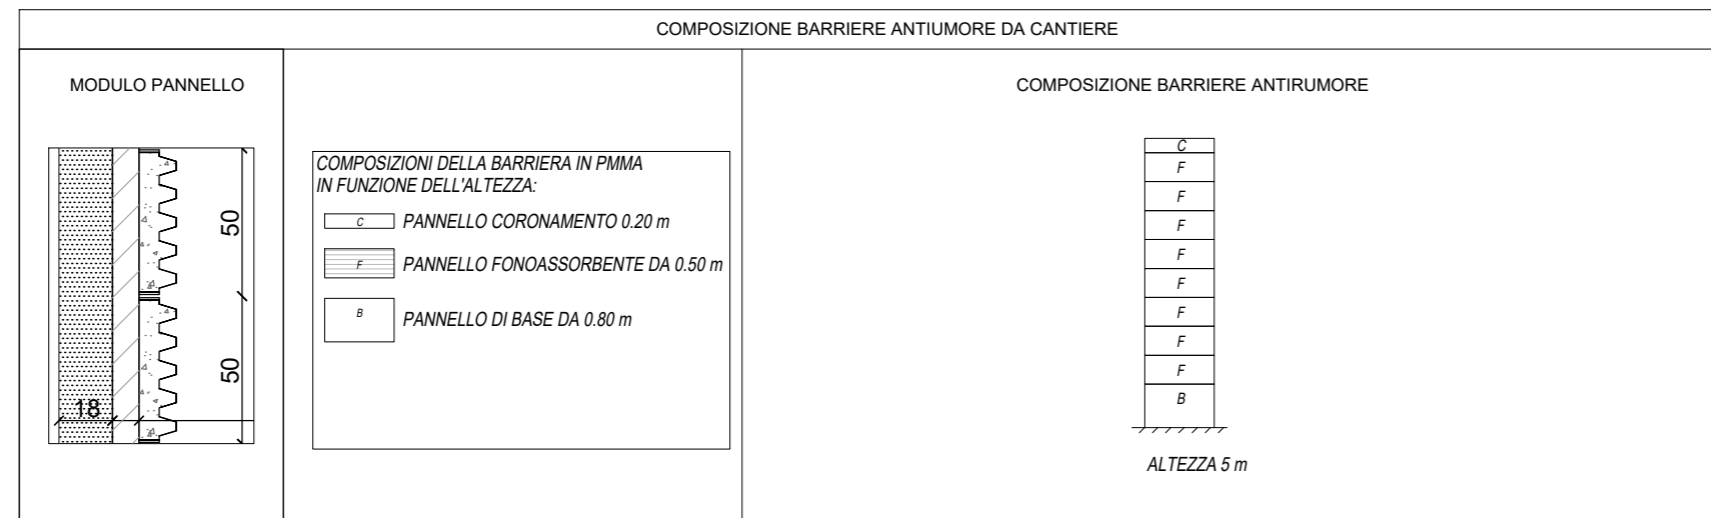 COMPOSIZIONE BARRIERE ANTIUMORE DA CANTIERE
MODULO PANNELLO
50
50
18
COMPOSIZIONI DELLA BARRIERA IN PMMA
IN FUNZIONE DELL'ALTEZZA:
C PANNELLO CORONAMENTO 0.20 m
F PANNELLO FONOASSORBENTE DA 0.50 m
B PANNELLO DI BASE DA 0.80 m
COMPOSIZIONE BARRIERE ANTIRUMORE
C
F
F
F
F
F
F
F
F
B
ALTEZZA 5 m